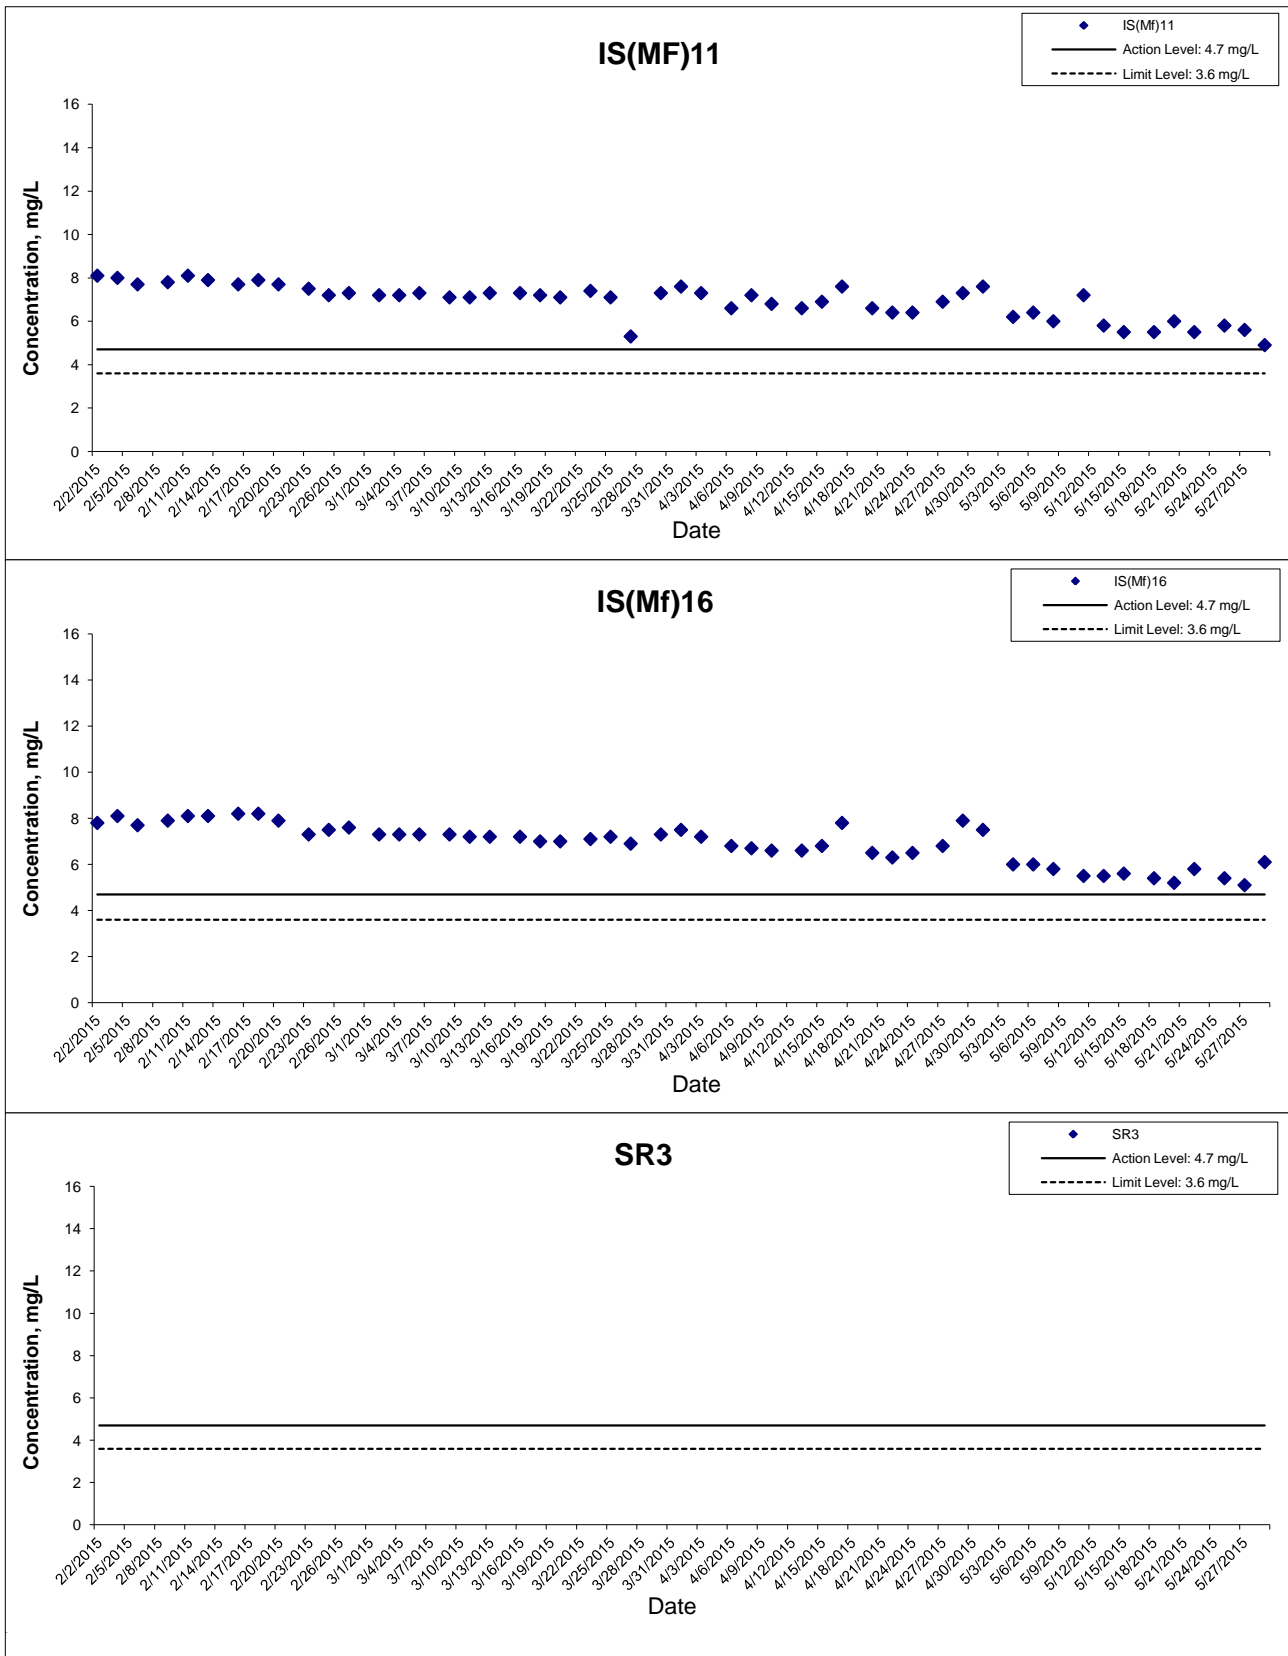 IS(MF)11
IS(Mf)11
Action Level: 4.7 mg/L
Limit Level: 3.6 mg/L
Concentration, mg/L
16
14
12
10
8
6
4
2
0
2/2/2015 2/5/2015 2/8/2015 2/11/2015 2/14/2015 2/17/2015 2/20/2015 2/23/2015 2/26/2015 3/1/2015 3/4/2015 3/7/2015 3/10/2015 3/13/2015 3/16/2015 3/19/2015 3/22/2015 3/25/2015 3/28/2015 3/31/2015 4/3/2015 4/6/2015 4/9/2015 4/12/2015 4/15/2015 4/18/2015 4/21/2015 4/24/2015 4/27/2015 4/30/2015 5/3/2015 5/6/2015 5/9/2015 5/12/2015 5/15/2015 5/18/2015 5/21/2015 5/24/2015 5/27/2015
Date
IS(Mf)16
IS(Mf)16
Action Level: 4.7 mg/L
Limit Level: 3.6 mg/L
Concentration, mg/L
16
14
12
10
8
6
4
2
0
2/2/2015 2/5/2015 2/8/2015 2/11/2015 2/14/2015 2/17/2015 2/20/2015 2/23/2015 2/26/2015 3/1/2015 3/4/2015 3/7/2015 3/10/2015 3/13/2015 3/16/2015 3/19/2015 3/22/2015 3/25/2015 3/28/2015 3/31/2015 4/3/2015 4/6/2015 4/9/2015 4/12/2015 4/15/2015 4/18/2015 4/21/2015 4/24/2015 4/27/2015 4/30/2015 5/3/2015 5/6/2015 5/9/2015 5/12/2015 5/15/2015 5/18/2015 5/21/2015 5/24/2015 5/27/2015
Date
SR3
SR3
Action Level: 4.7 mg/L
Limit Level: 3.6 mg/L
Concentration, mg/L
16
14
12
10
8
6
4
2
0
2/2/2015 2/5/2015 2/8/2015 2/11/2015 2/14/2015 2/17/2015 2/20/2015 2/23/2015 2/26/2015 3/1/2015 3/4/2015 3/7/2015 3/10/2015 3/13/2015 3/16/2015 3/19/2015 3/22/2015 3/25/2015 3/28/2015 3/31/2015 4/3/2015 4/6/2015 4/9/2015 4/12/2015 4/15/2015 4/18/2015 4/21/2015 4/24/2015 4/27/2015 4/30/2015 5/3/2015 5/6/2015 5/9/2015 5/12/2015 5/15/2015 5/18/2015 5/21/2015 5/24/2015 5/27/2015
Date